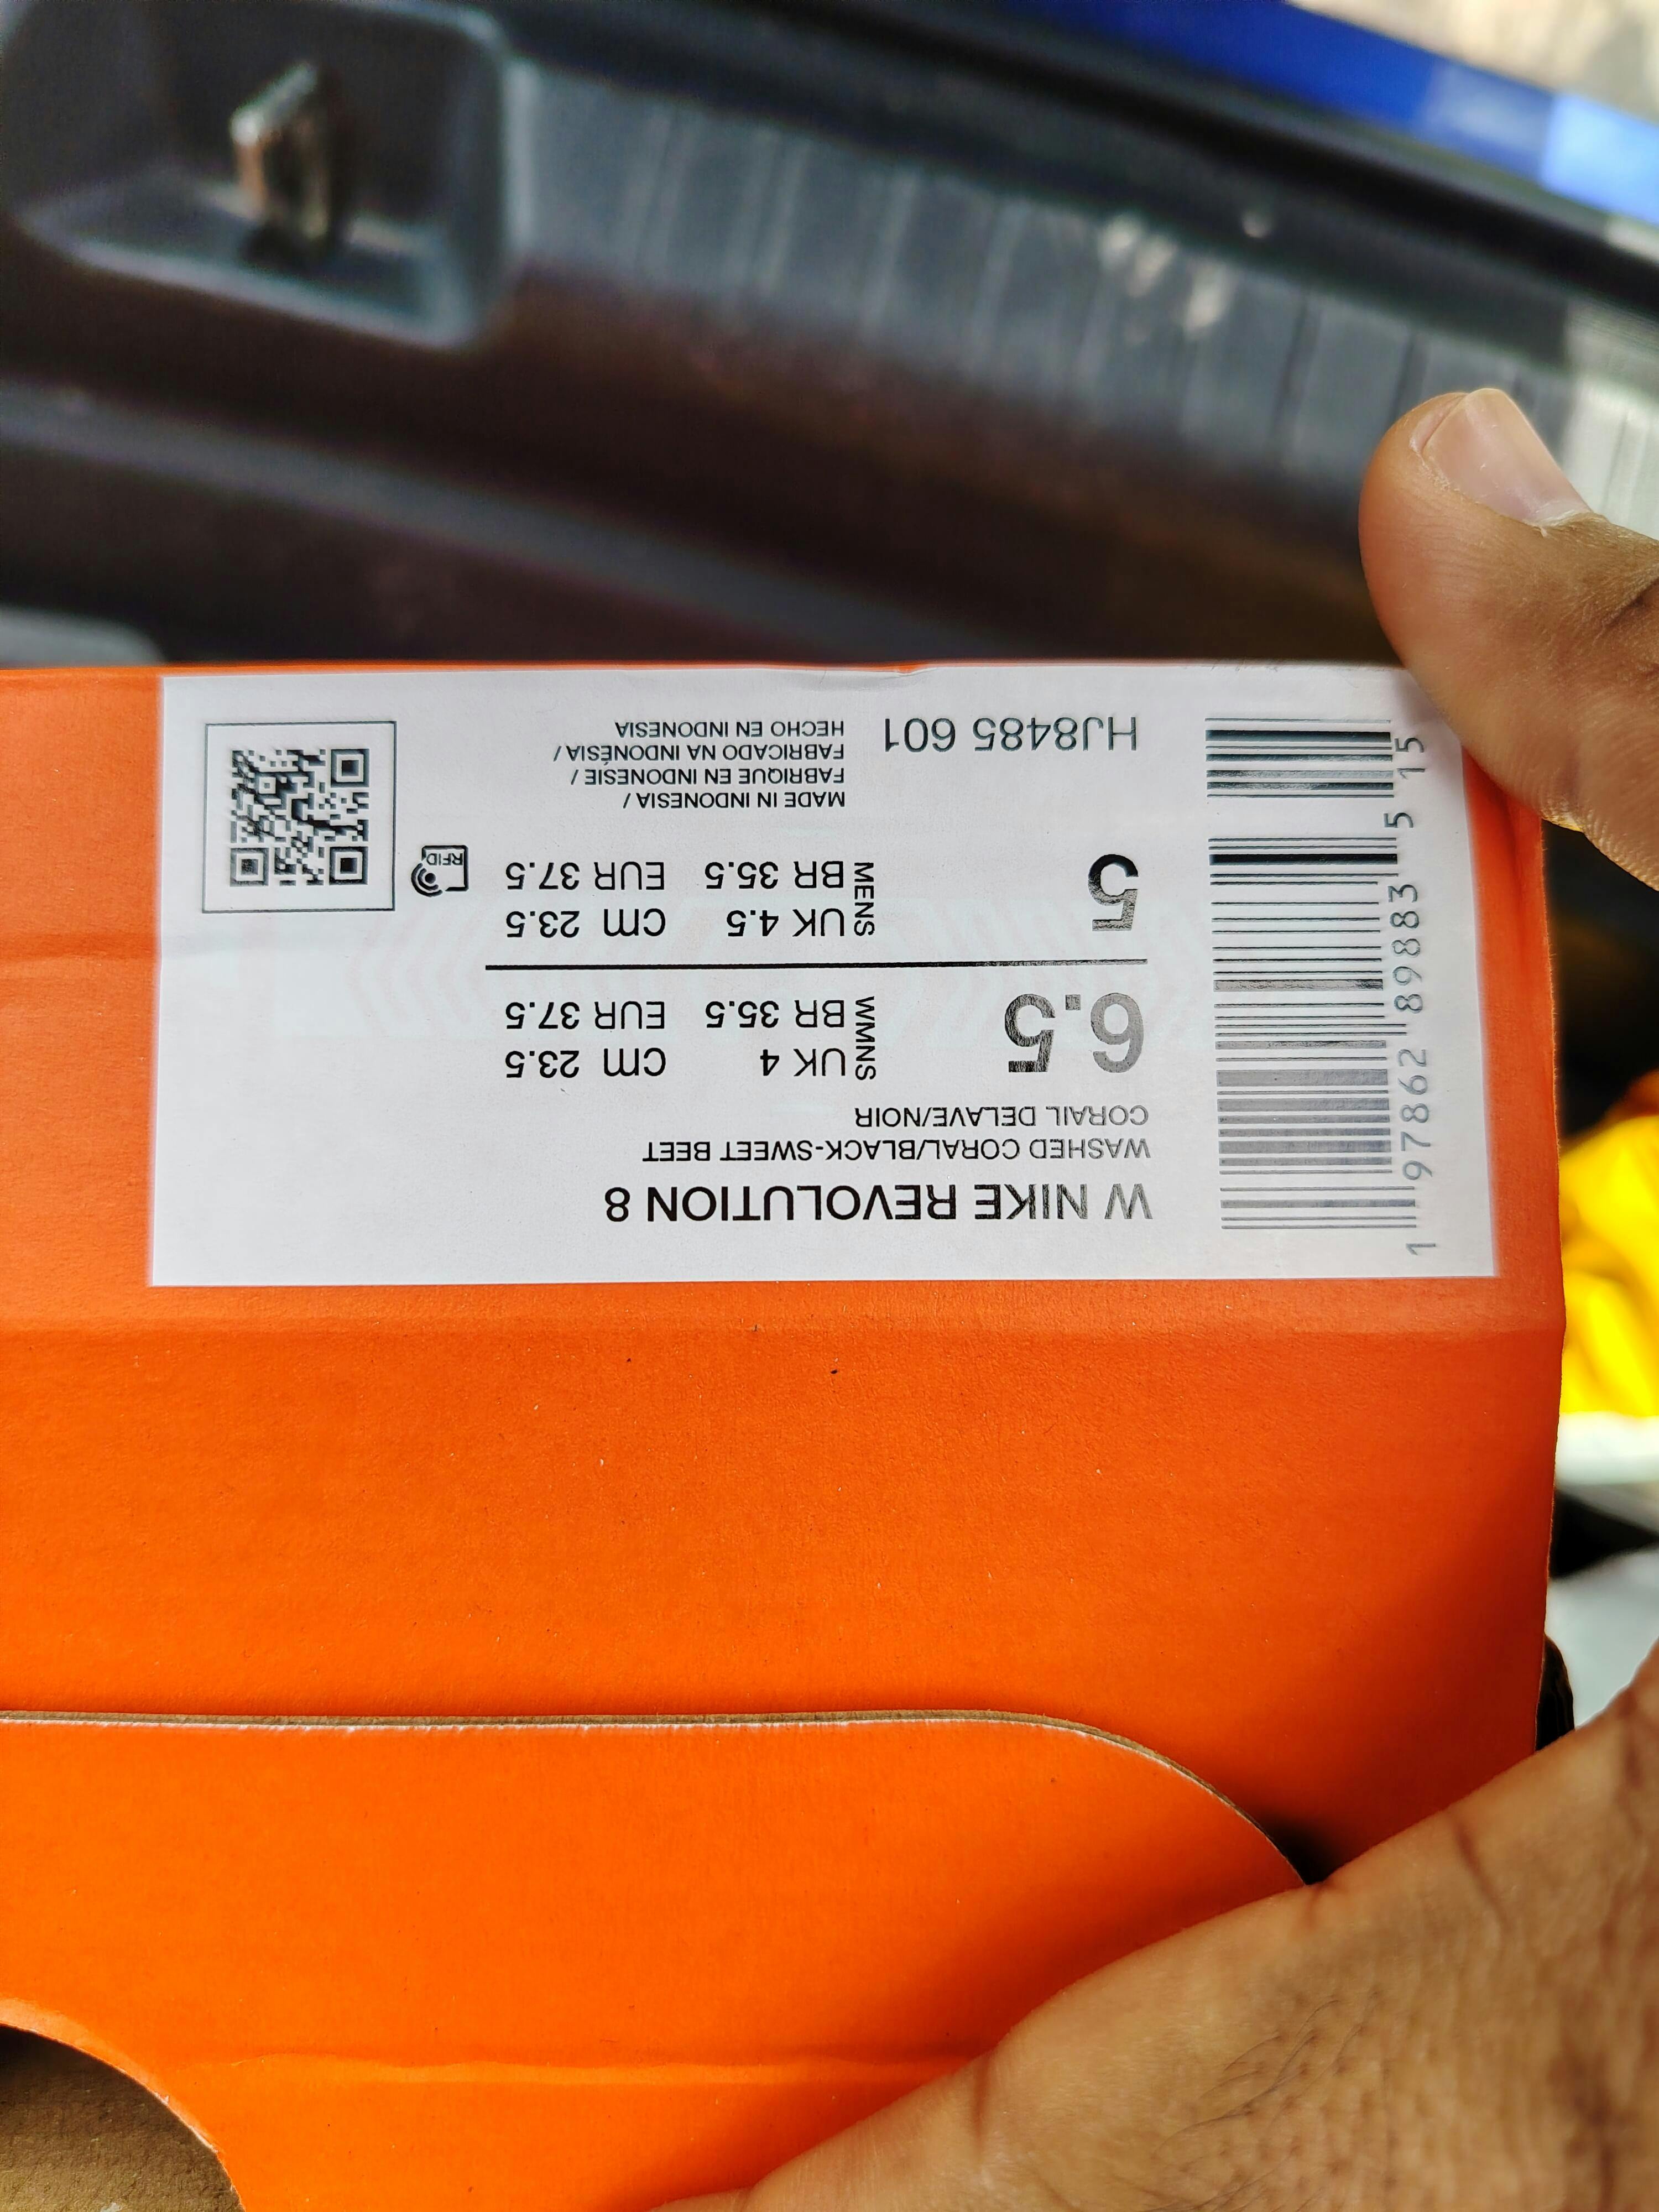 W NIKE REVOLUTION 8
WASHED CORAL/BLACK-SWEET BEET
CORAIL DELAVE/NOIR
6.5
WMNS
UK 4 cm 23.5
BR 35.5 EUR 37.5
5
MENS
UK 4.5 cm 23.5
BR 35.5 EUR 37.5
RFID
HJ8485 601
MADE IN INDONESIA /
FABRIQUE EN INDONESIE /
FABRICADO NA INDONÉSIA /
HECHO EN INDONESIA
1 97862 89883 5 15